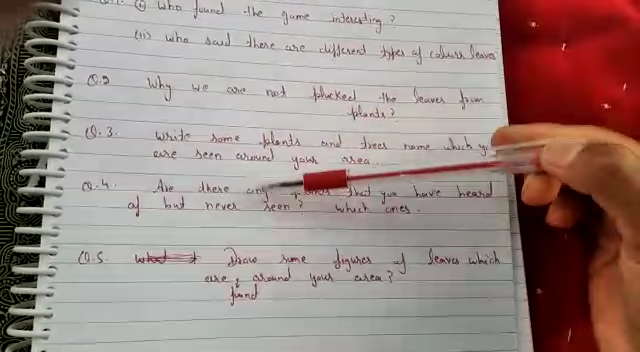 Q.1. (i) Who found the game interesting?
(ii) Who said there are different types of colours leaves
Q.2 Why we are not plucked the leaves from
plants?
Q.3. Write some plants and trees name which you
are seen around your area.
Q.4. Are there any that you have heard
of but never seen? Which ones.
Q.5. Draw some figures of leaves which
are around your area?
found